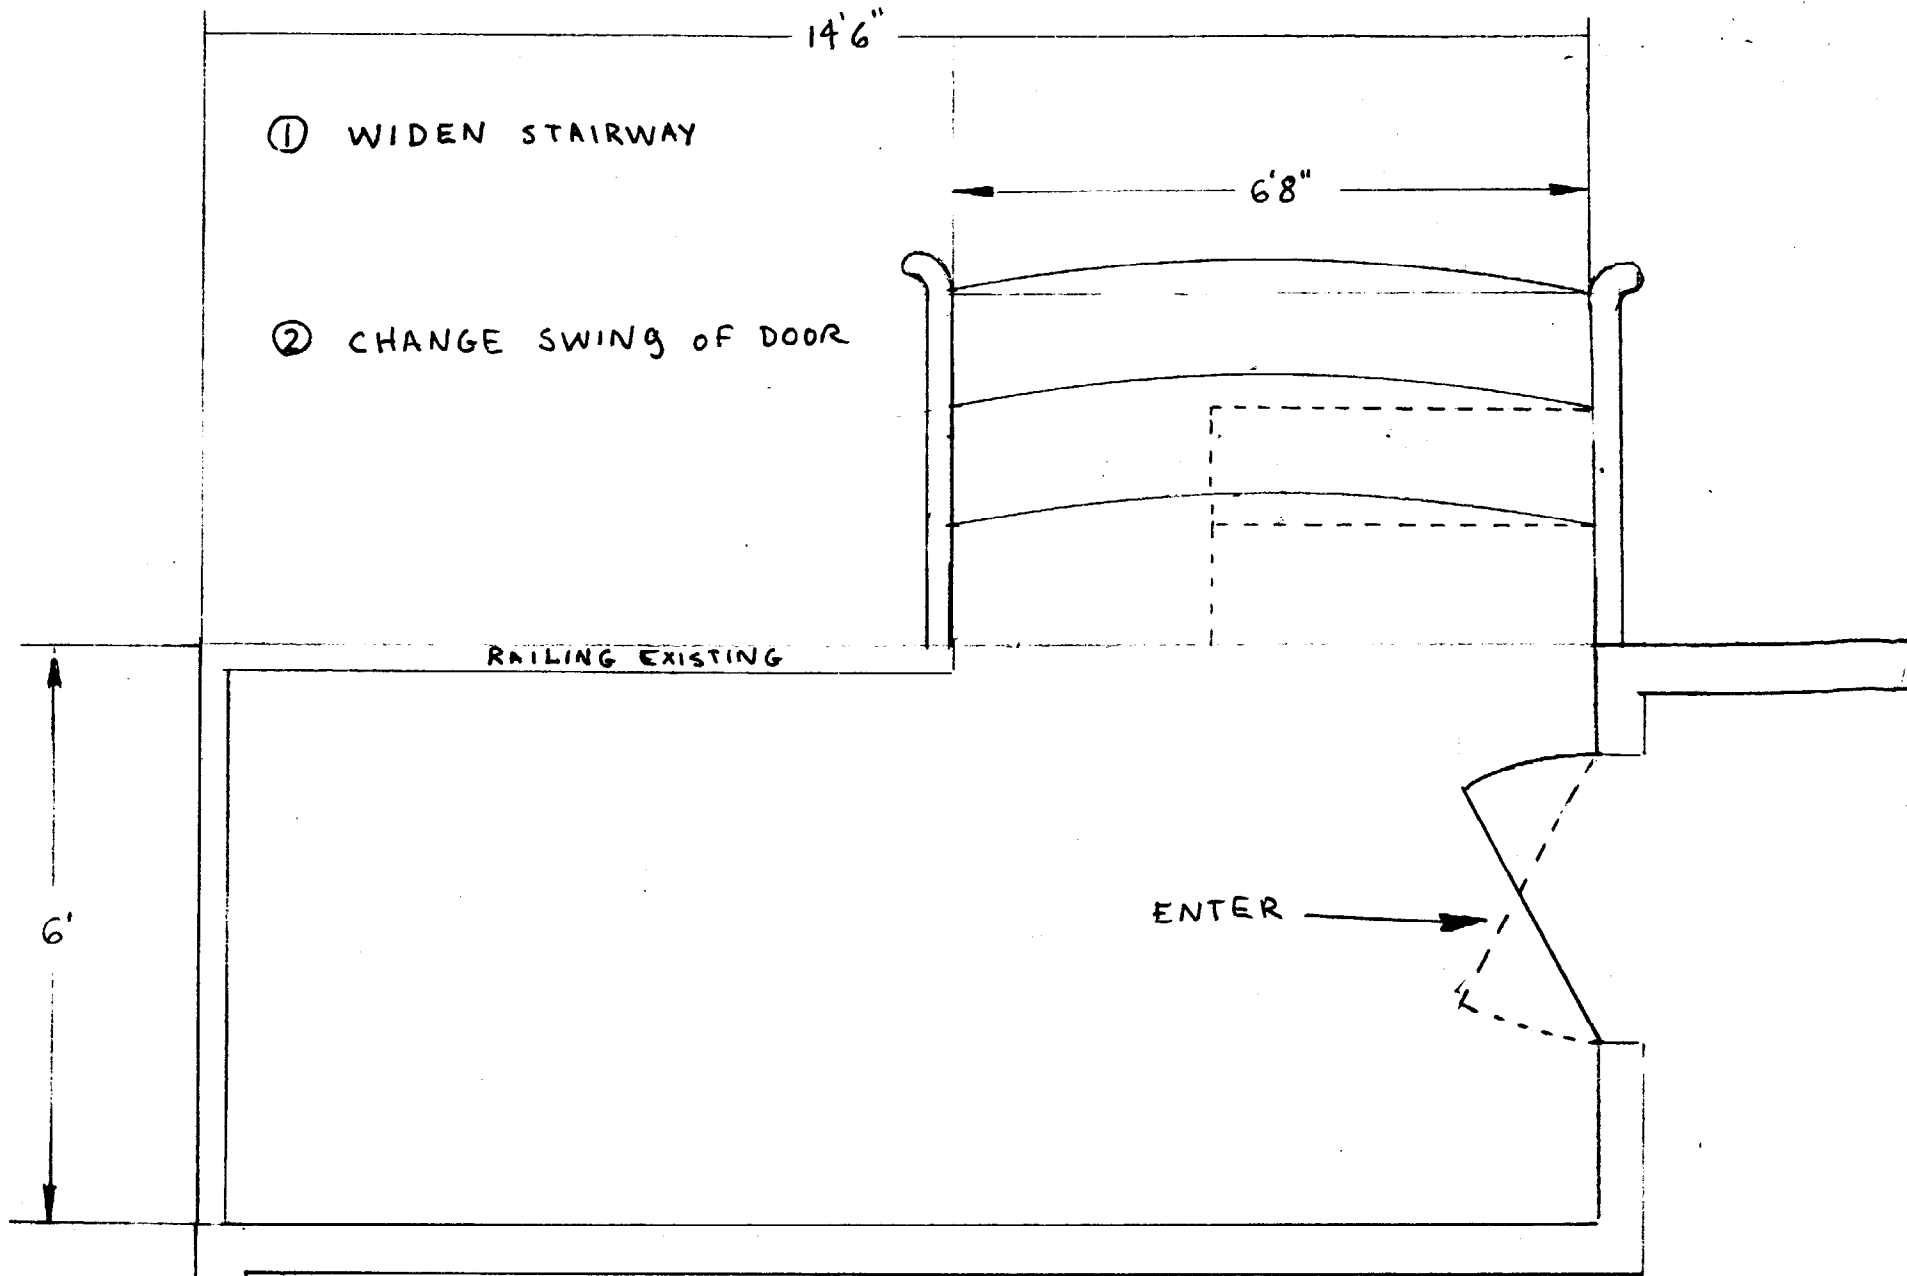 14'6"
① WIDEN STAIRWAY
6'8"
② CHANGE SWINg oF DOOR
RAILING EXISTING
6'
ENTER